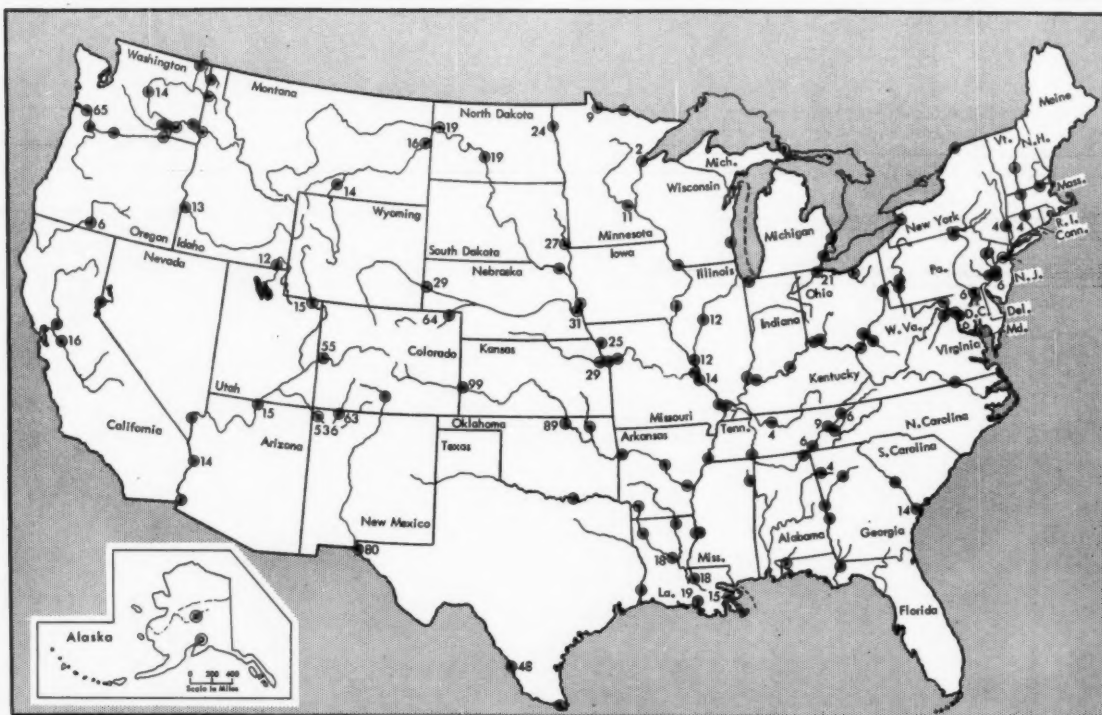 Washington
14
65
Montana
North Dakota
19
24
9
16
19
2
Maine
Vt.
N.H.
Mich.
Wisconsin
14
13
Wyoming
11
Mass.
6
Oregon
Idaho
New York
4
4
R.I.
Conn.
Michigan
Minnesota
South Dakota
27
12
Nevada
Nebraska
Iowa
Illinois
Pa.
6
N.J.
29
21
Ohio
15
31
6
D.C.
Del.
Md.
64
12
Indiana
W. Va.
16
Colorado
Kansas
25
Virginia
55
29
12
Kentucky
Utah
99
14
15
Missouri
California
63
536
Oklahoma
89
Tenn.
4
9
6
N. Carolina
Arizona
Texas
Arkansas
6
14
S. Carolina
4
New Mexico
14
Alabama
Georgia
80
Miss.
18
18
La. 19
15
Florida
Alaska
48
0 200 400
Scale in Miles